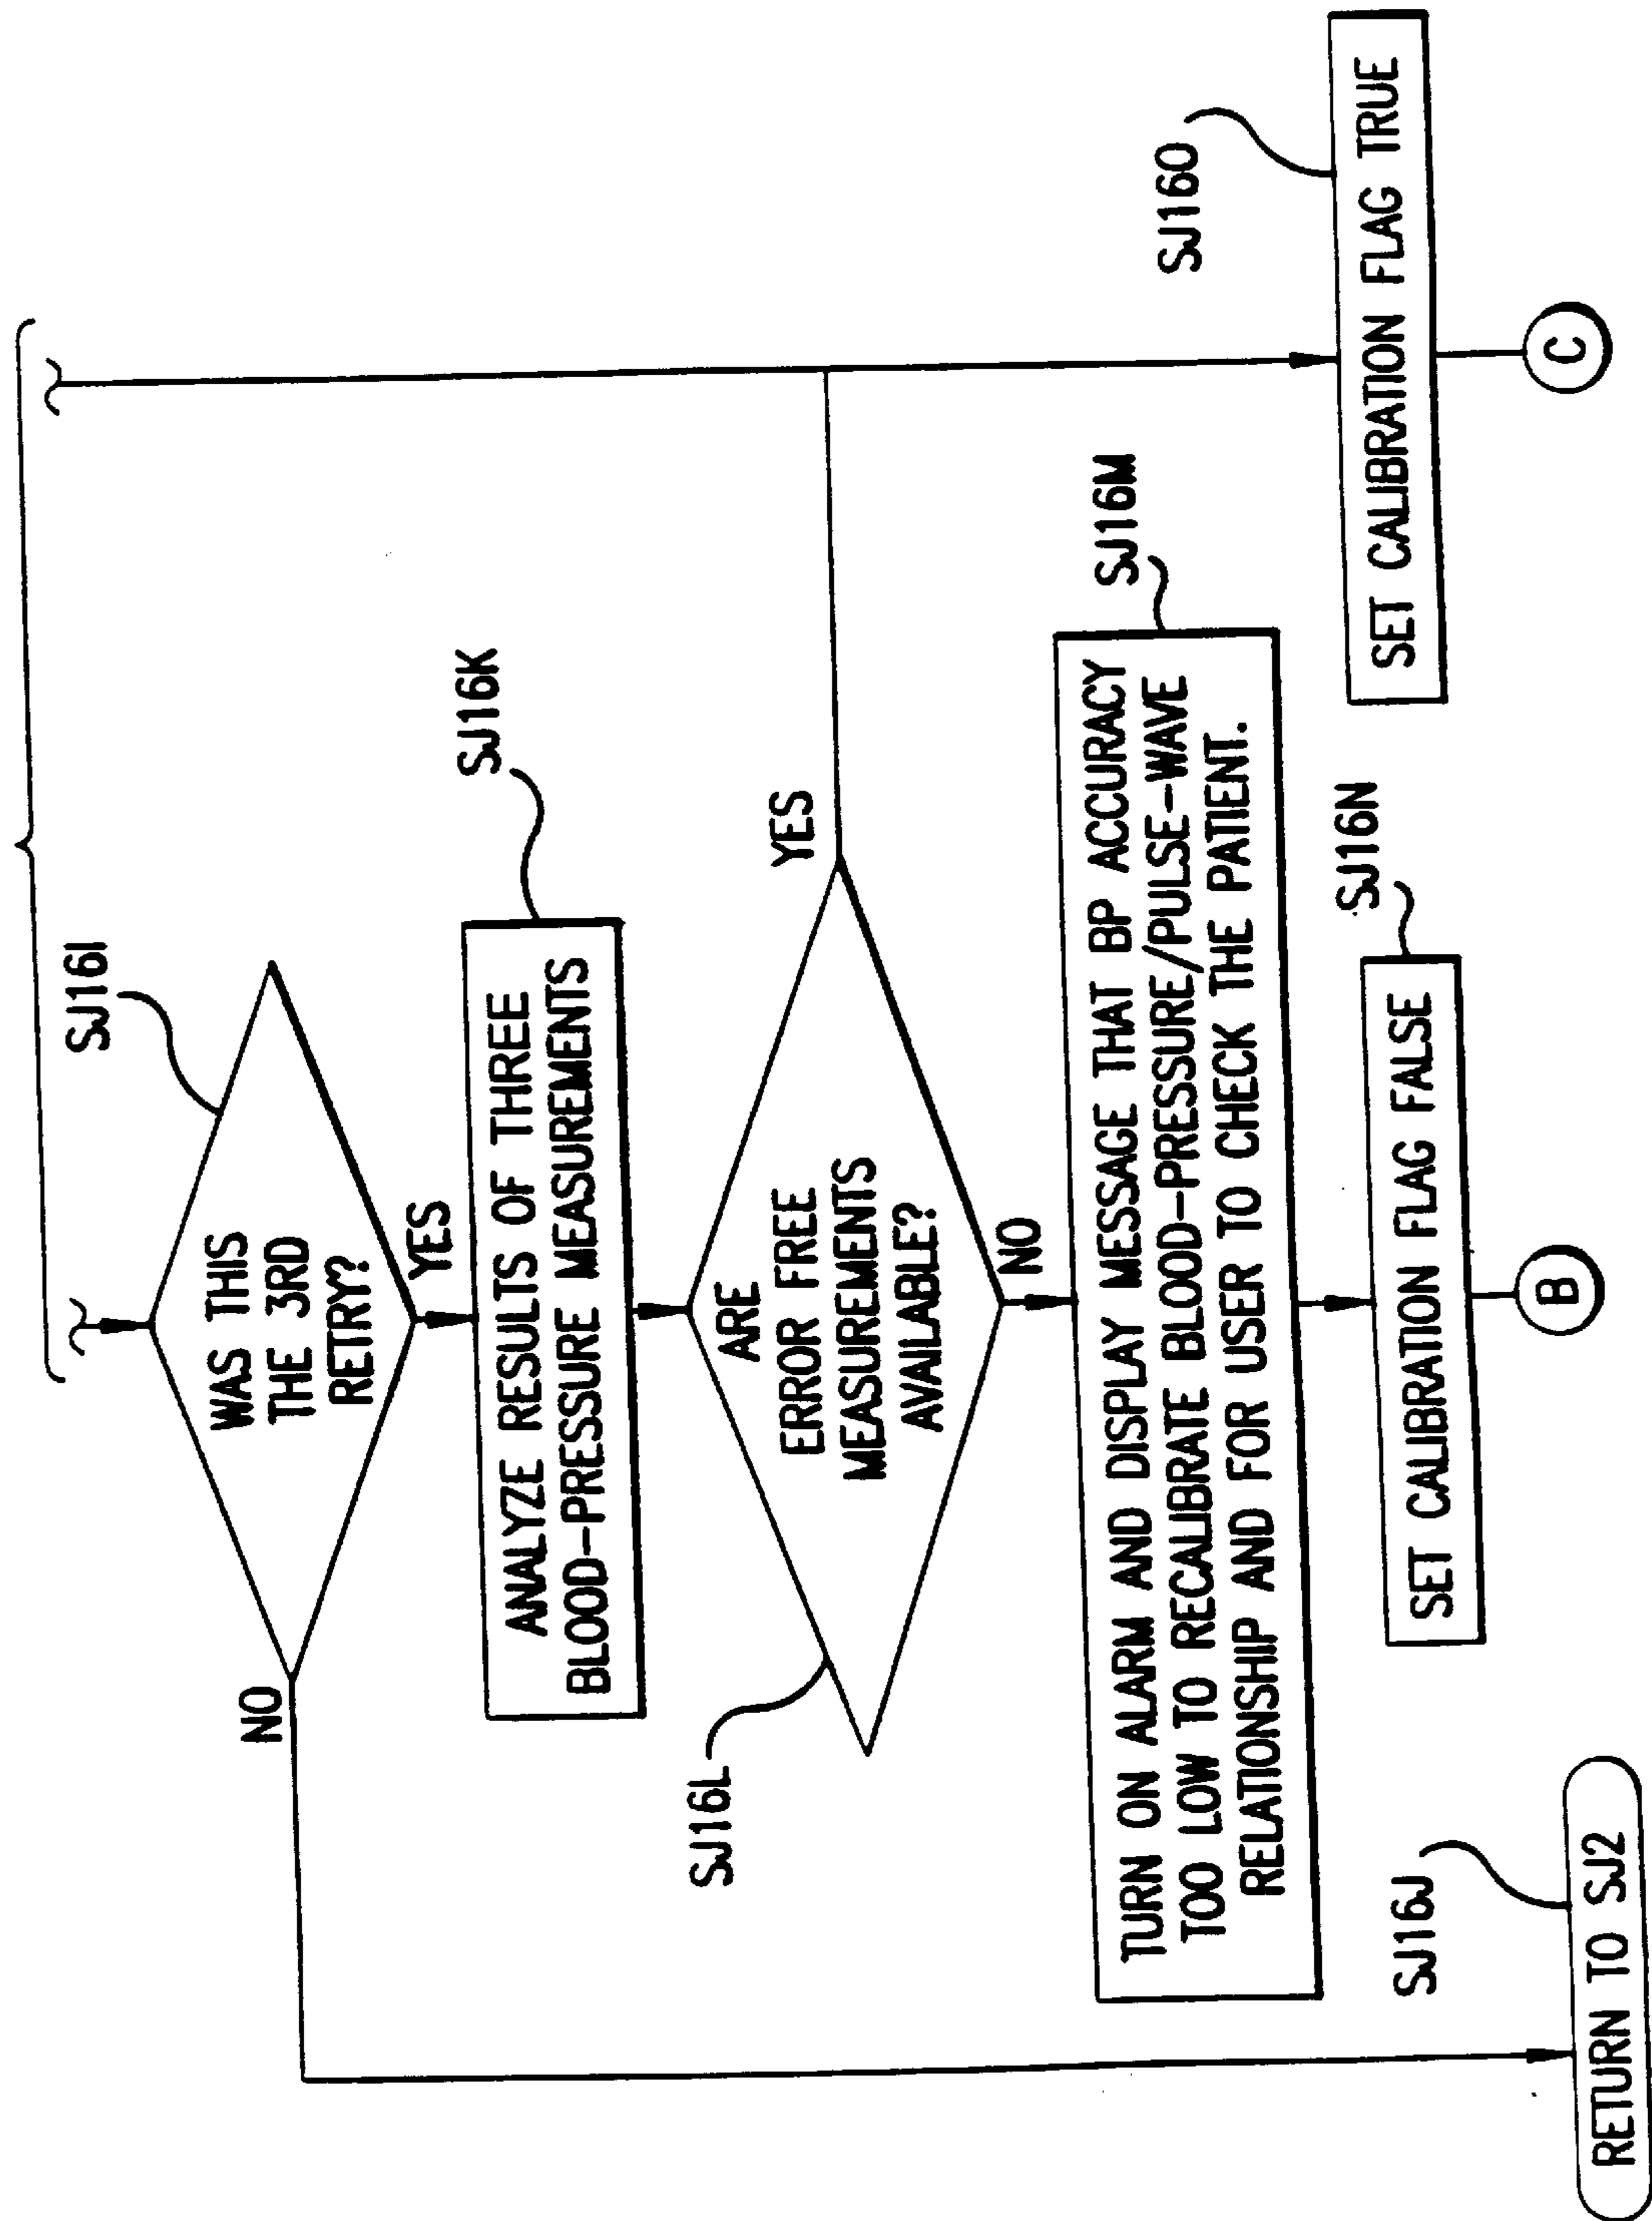 SJ16I
WAS THIS
THE 3RD
RETRY?
NO
YES
SJ16K
ANALYZE RESULTS OF THREE
BLOOD-PRESSURE MEASUREMENTS
SJ16L
ARE
ERROR FREE
MEASUREMENTS
AVAILABLE?
YES
NO
SJ16M
TURN ON ALARM AND DISPLAY MESSAGE THAT BP ACCURACY
TOO LOW TO RECALIBRATE BLOOD-PRESSURE/PULSE-WAVE
RELATIONSHIP AND FOR USER TO CHECK THE PATIENT.
SJ16O
SET CALIBRATION FLAG TRUE
C
SJ16N
SET CALIBRATION FLAG FALSE
B
SJ16J
RETURN TO SJ2